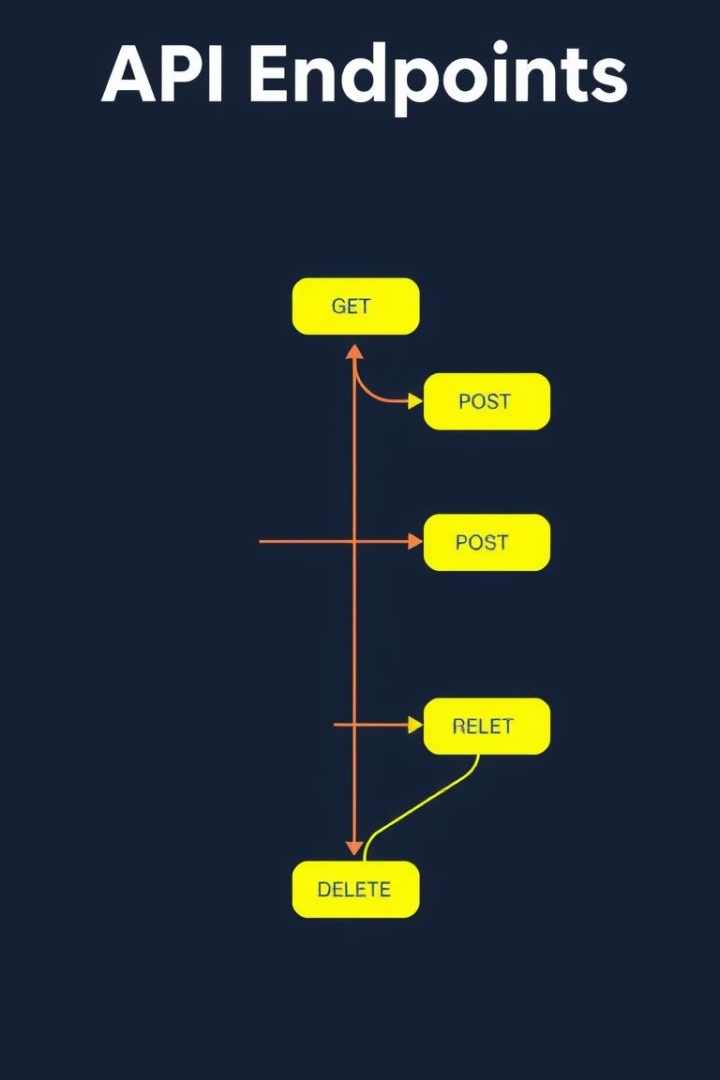 API Endpoints
GET
POST
POST
RELET
DELETE